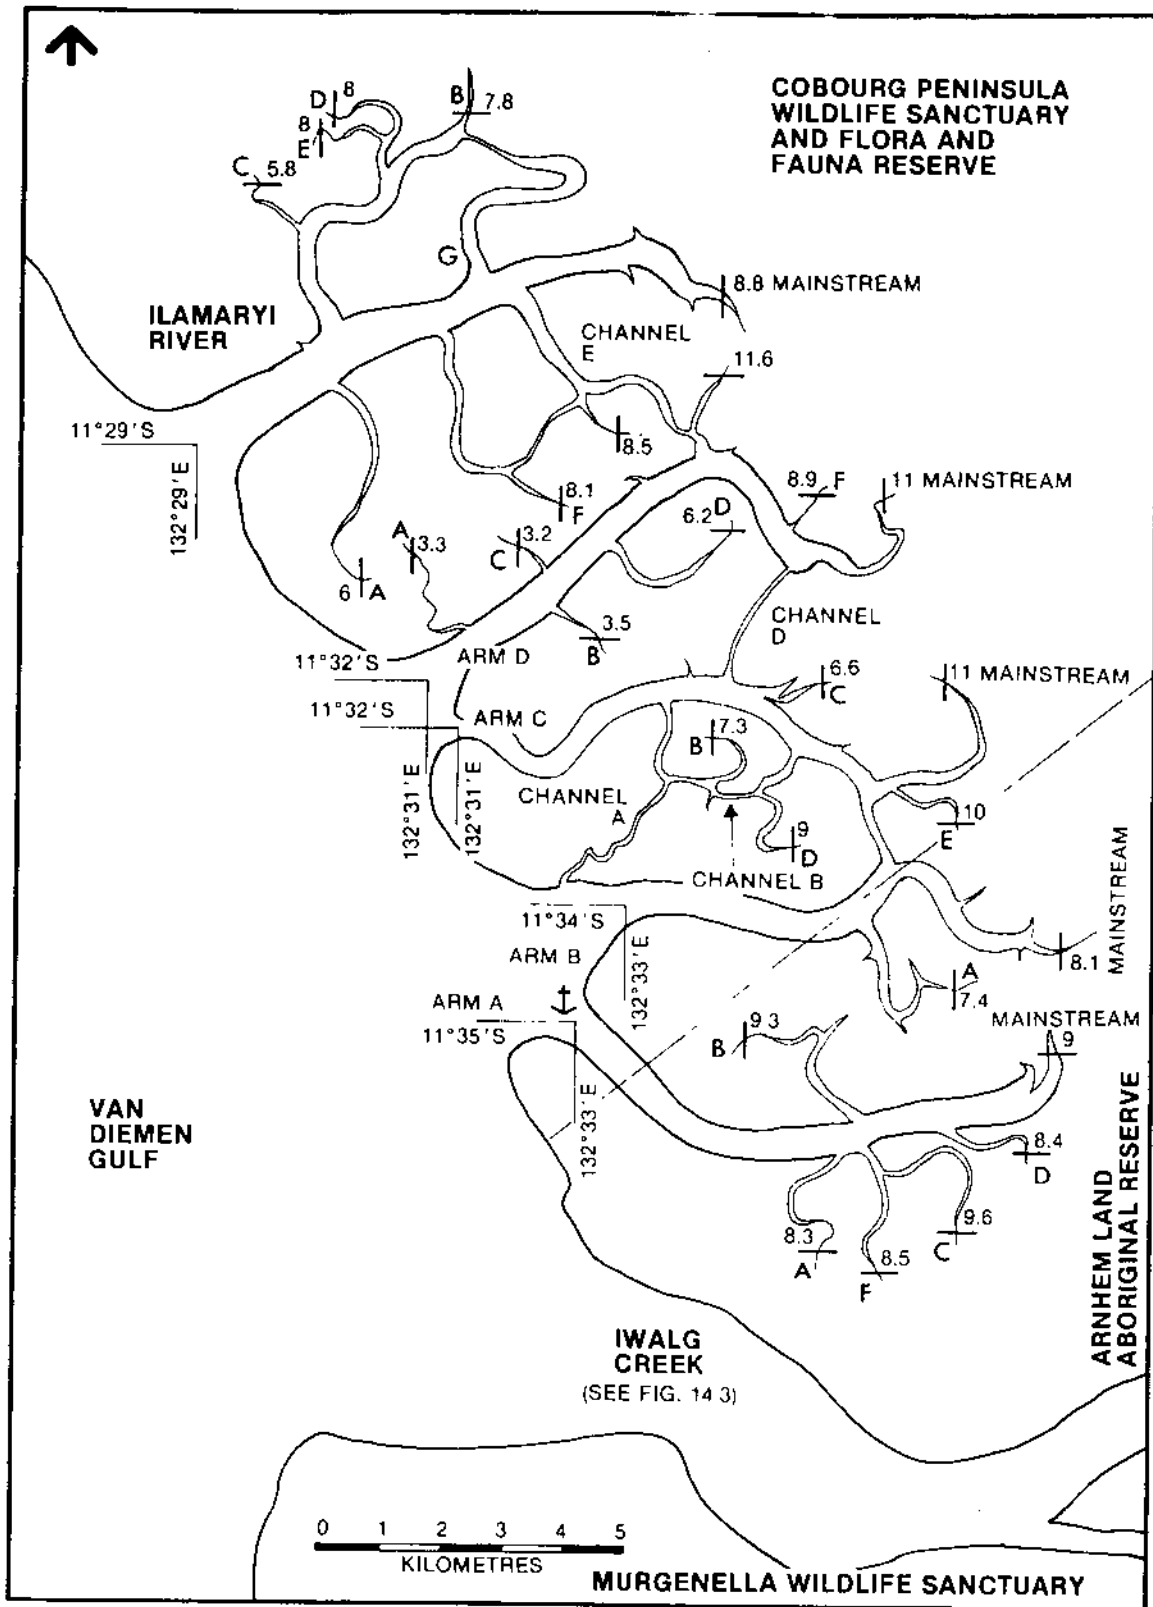 COBOURG PENINSULA
WILDLIFE SANCTUARY
AND FLORA AND
FAUNA RESERVE
D
8
B
7.8
8
E
C
5.8
G
8.8 MAINSTREAM
ILAMARYI
RIVER
CHANNEL
E
11.6
11°29'S
132°29'E
8.5
8.9 F
11 MAINSTREAM
8.1
F
D
6.2
A
3.3
3.2
C
6
A
3.5
B
CHANNEL
D
11°32'S
ARM D
6.6
C
11 MAINSTREAM
11°32'S
ARM C
7.3
B
132°31'E
132°31'E
CHANNEL
A
10
E
9
D
CHANNEL B
MAINSTREAM
11°34'S
ARM B
132°33'E
8.1
A
7.4
ARM A
11°35'S
MAINSTREAM
9.3
B
9
132°33'E
VAN
DIEMEN
GULF
8.4
D
8.3
A
8.5
F
9.6
C
ARNHEM LAND
ABORIGINAL RESERVE
IWALG
CREEK
(SEE FIG. 14 3)
0 1 2 3 4 5
KILOMETRES
MURGENELLA WILDLIFE SANCTUARY